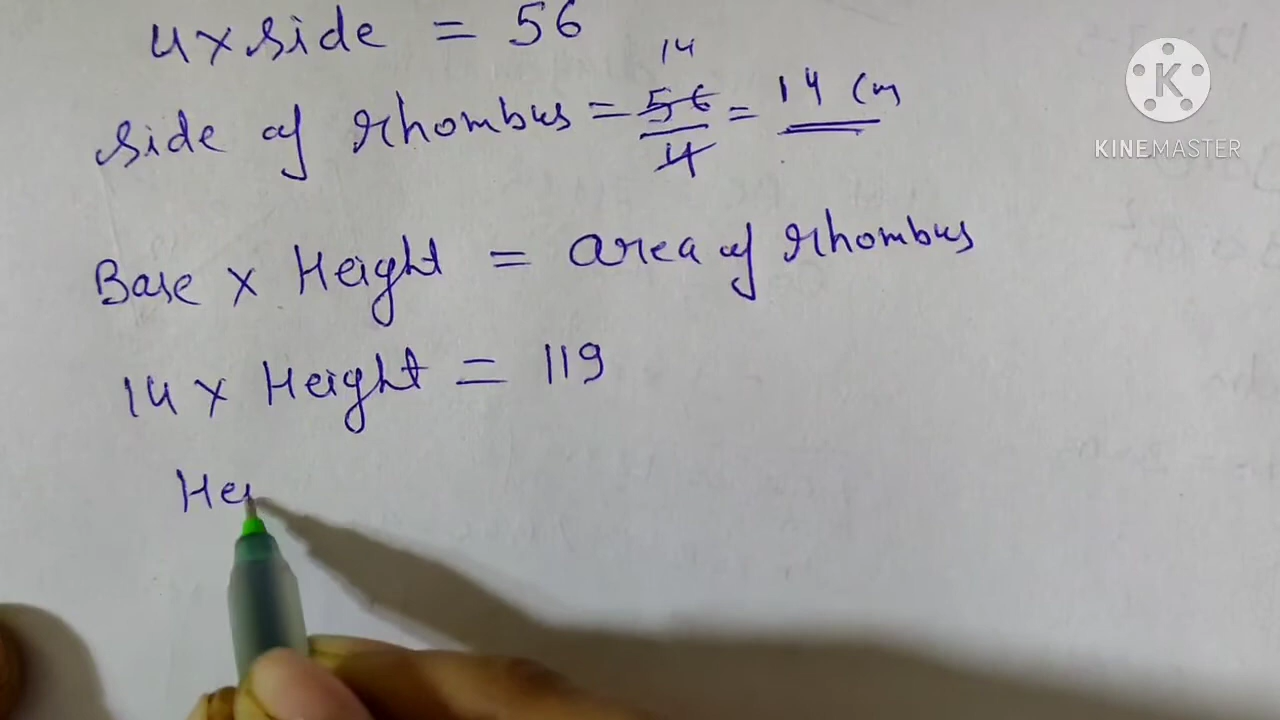 4 x side = 56
14
side of rhombus = 56/4 = 14 cm
Base x Height = area of rhombus
14 x Height = 119
Hei
K
KINEMASTER